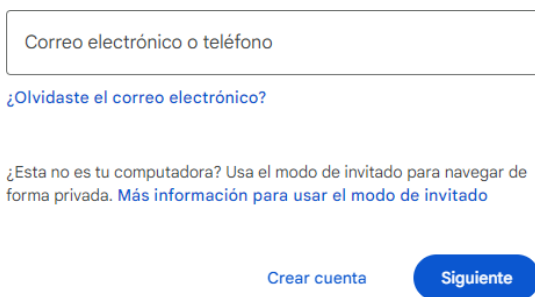 Correo electrónico o teléfono
¿Olvidaste el correo electrónico?
¿Esta no es tu computadora? Usa el modo de invitado para navegar de
forma privada. Más información para usar el modo de invitado
Crear cuenta
Siguiente